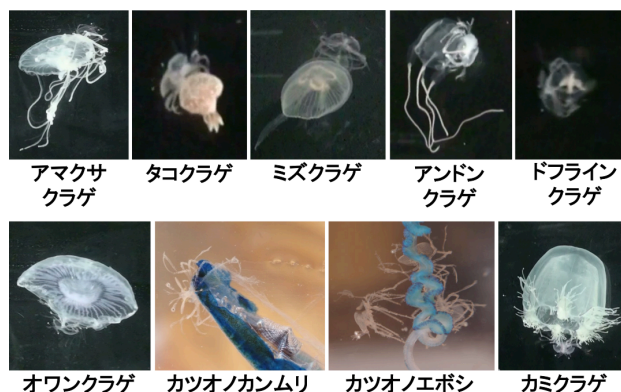 アマクサ
クラゲ
タコクラゲ
ミズクラゲ
アンドン
クラゲ
ドフライン
クラゲ
オワンクラゲ
カツオノカンムリ
カツオノエボシ
カミクラゲ